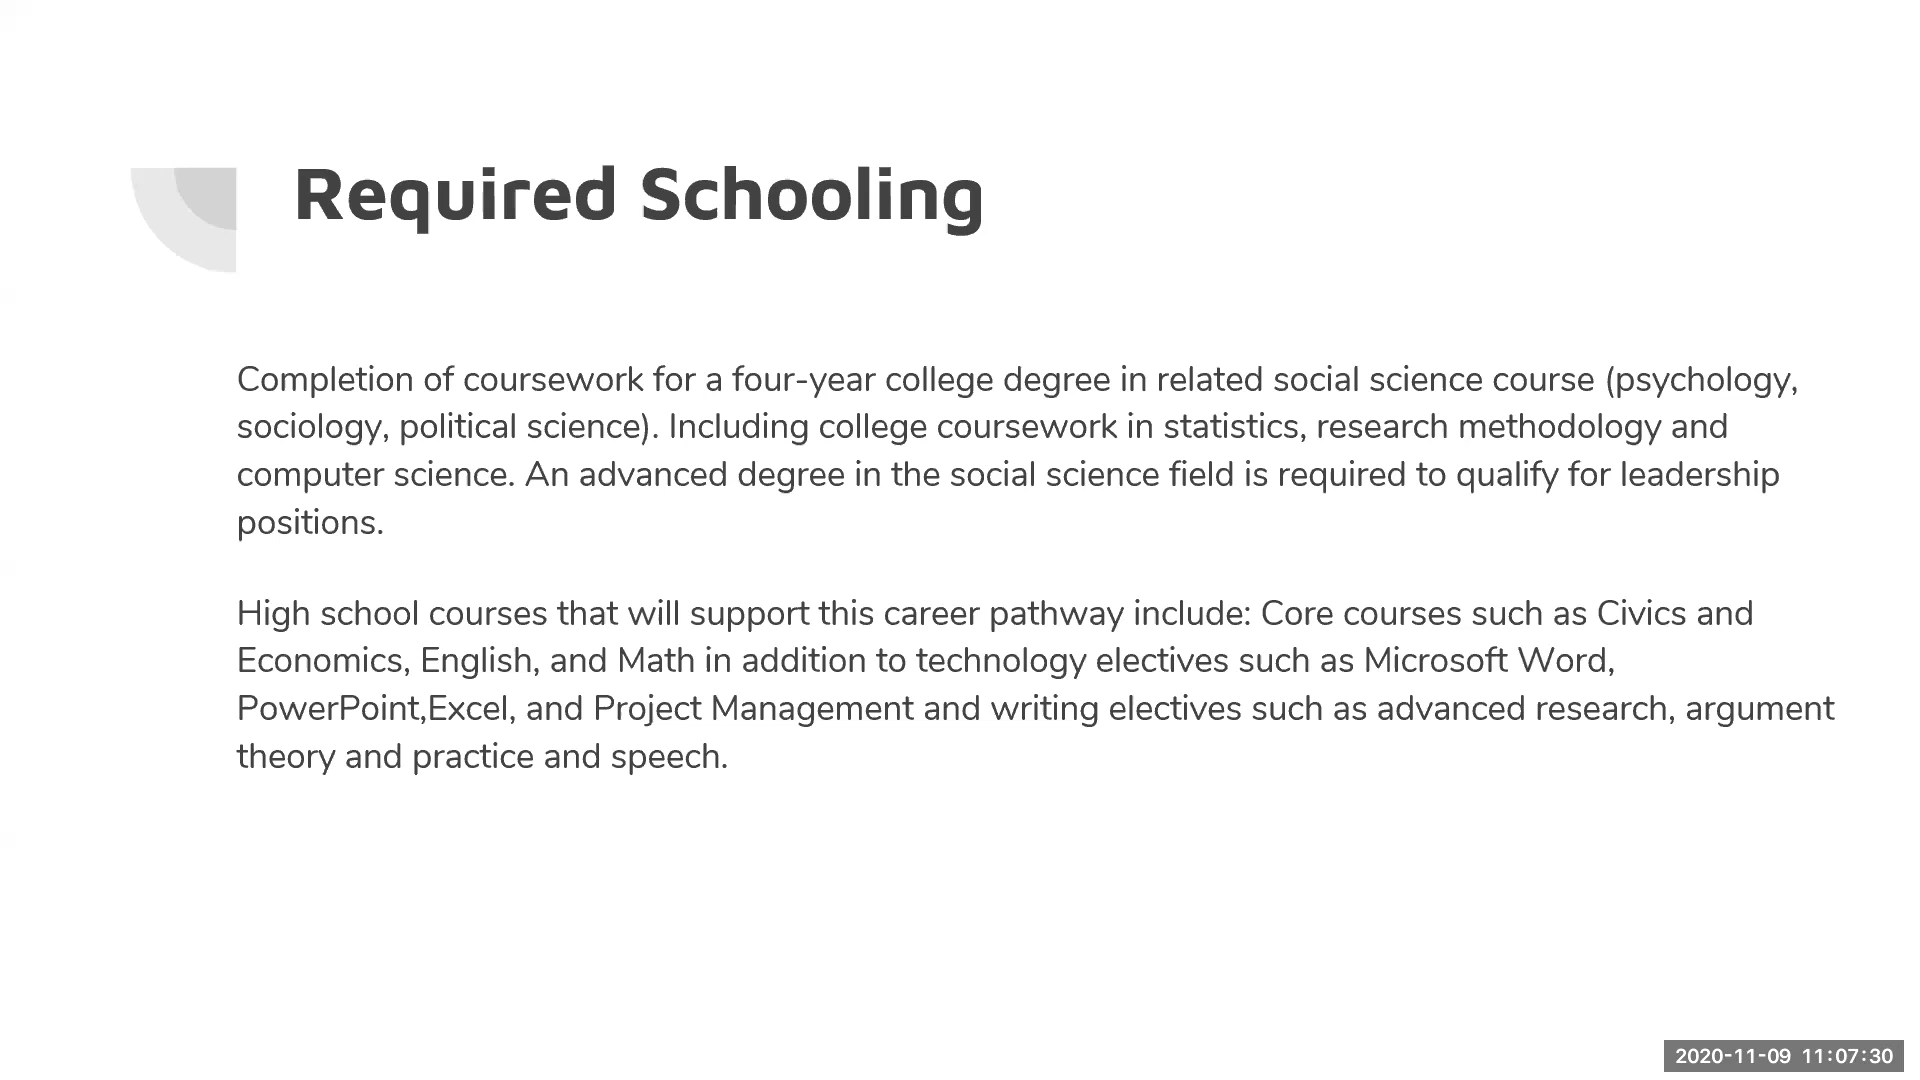 Required Schooling
Completion of coursework for a four-year college degree in related social science course (psychology,
sociology, political science). Including college coursework in statistics, research methodology and
computer science. An advanced degree in the social science field is required to qualify for leadership
positions.
High school courses that will support this career pathway include: Core courses such as Civics and
Economics, English, and Math in addition to technology electives such as Microsoft Word,
PowerPoint,Excel, and Project Management and writing electives such as advanced research, argument
theory and practice and speech.
2020-11-09 11:07:30